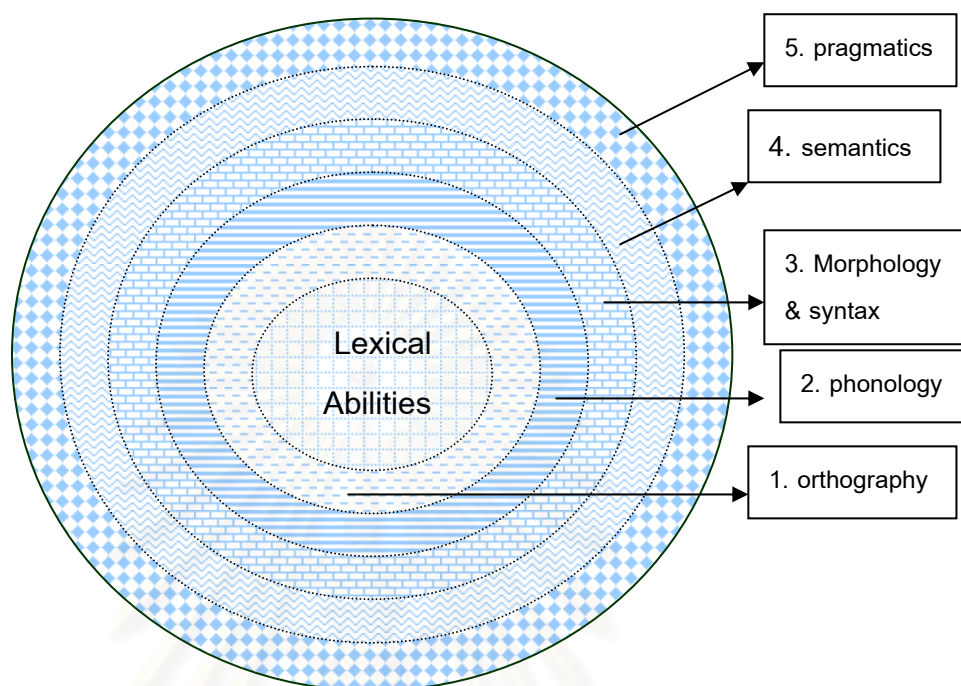 5. pragmatics
4. semantics
3. Morphology
& syntax
2. phonology
1. orthography
Lexical
Abilities